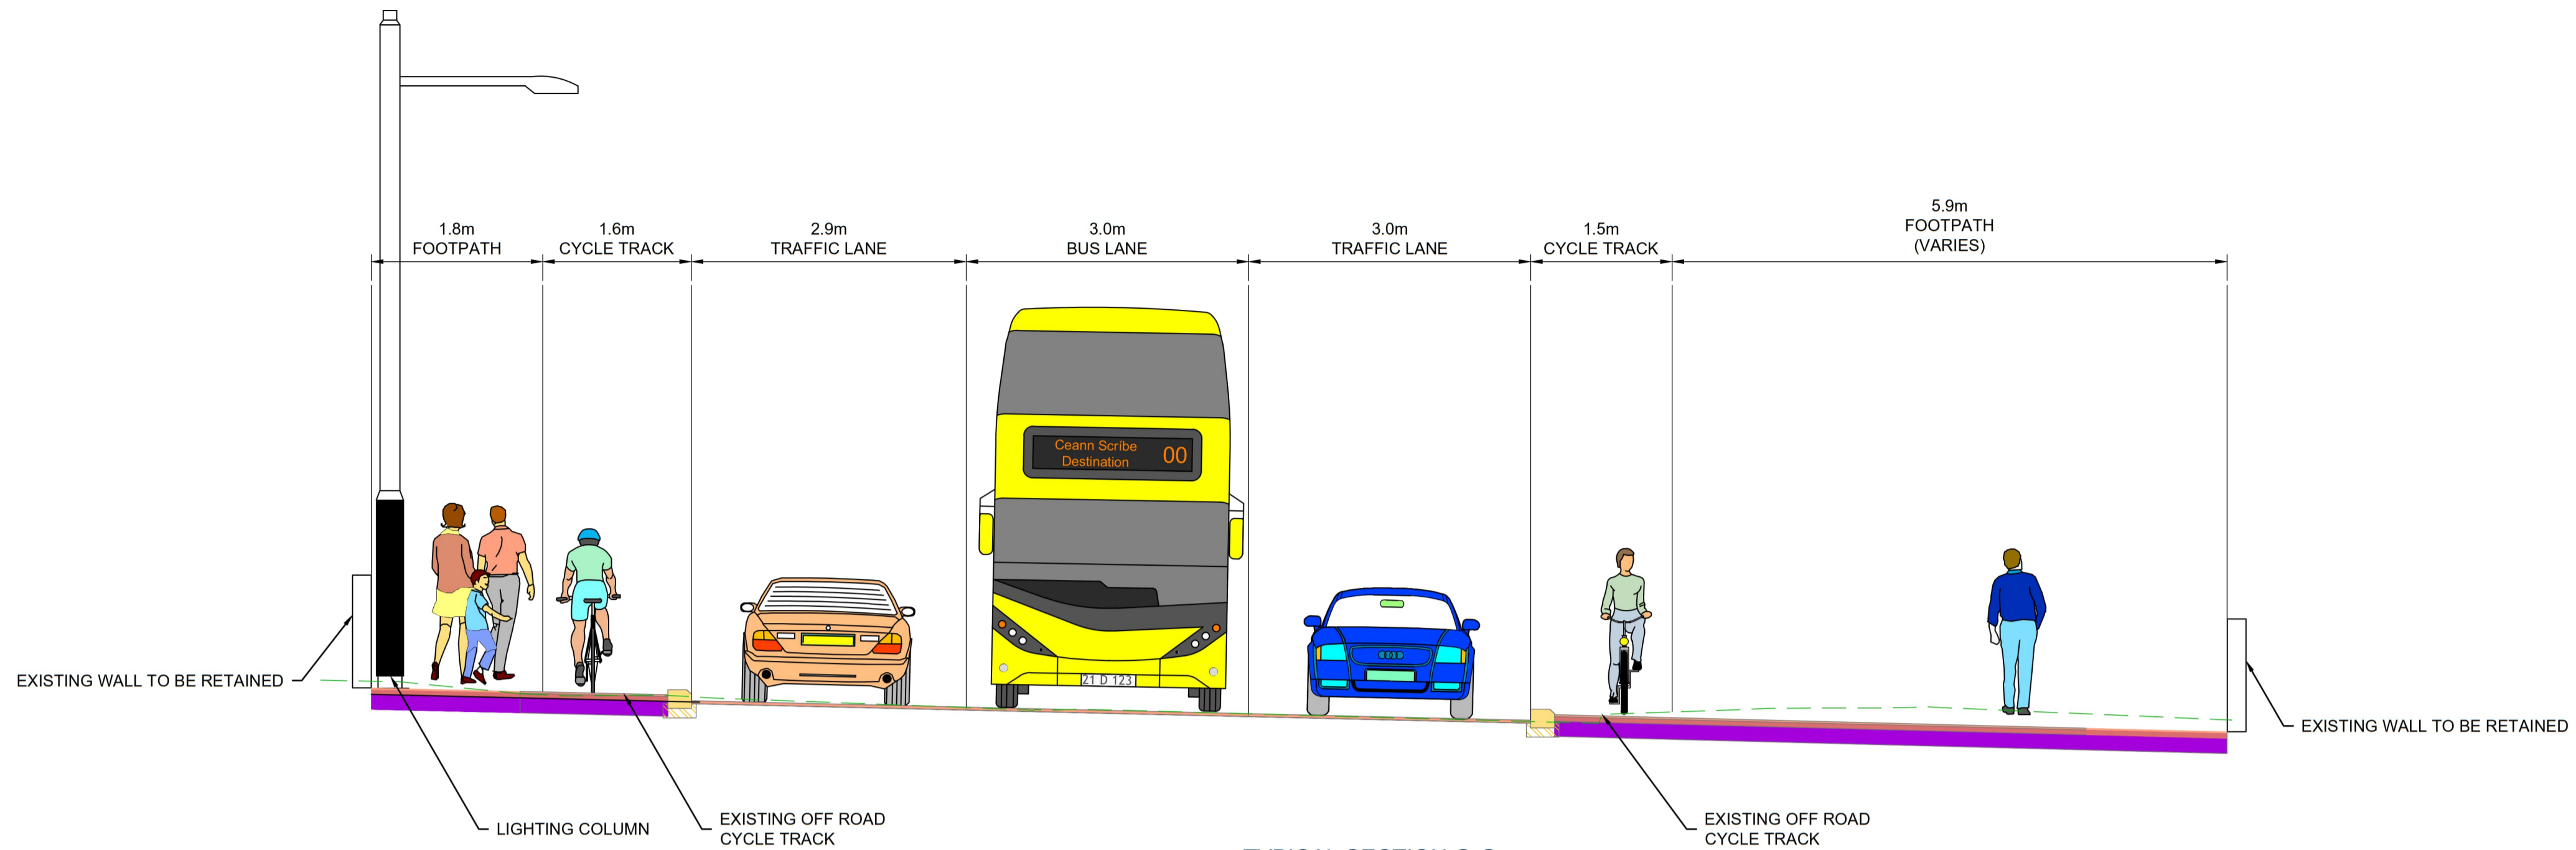 5.9m
FOOTPATH
(VARIES)
1.8m
FOOTPATH
1.6m
CYCLE TRACK
2.9m
TRAFFIC LANE
3.0m
BUS LANE
3.0m
TRAFFIC LANE
1.5m
CYCLE TRACK
Ceann Scríbe
Destination
00
21 D 123
EXISTING WALL TO BE RETAINED
EXISTING WALL TO BE RETAINED
LIGHTING COLUMN
EXISTING OFF ROAD
CYCLE TRACK
EXISTING OFF ROAD
CYCLE TRACK